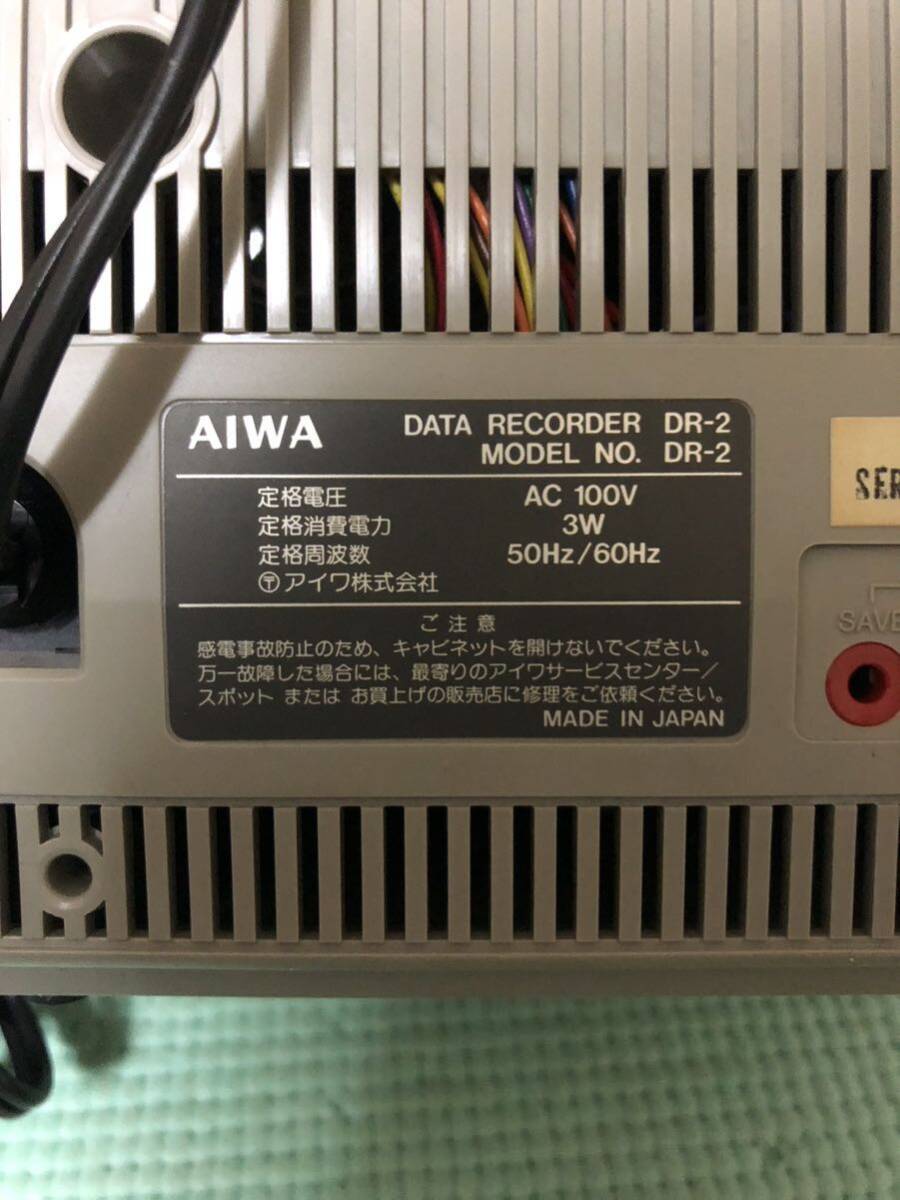 AIWA DATA RECORDER DR-2
MODEL NO. DR-2
定格電圧 AC 100V
定格消費電力 3W
定格周波数 50Hz/60Hz
〒アイワ株式会社
ご注意
感電事故防止のため、キャビネットを開けないでください。
万一故障した場合には、最寄りのアイワサービスセンター/
スポット または お買上げの販売店に修理をご依頼ください。
MADE IN JAPAN
SER
SAVE